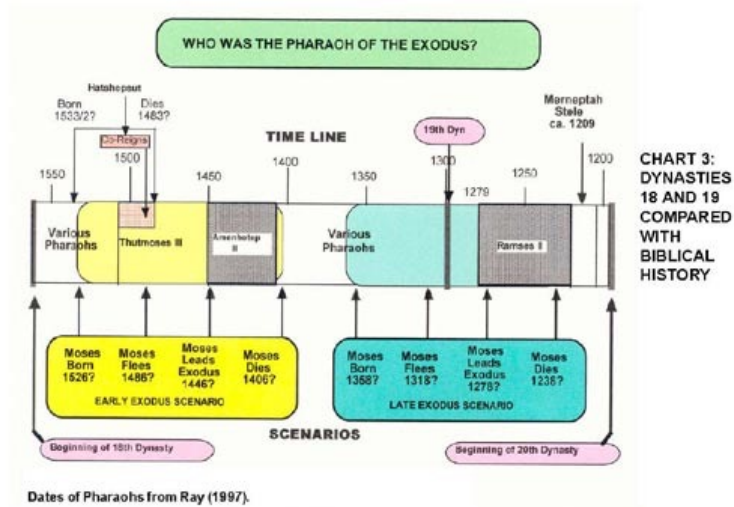 WHO WAS THE PHARAOH OF THE EXODUS?
Hatshepsut
Born
1533/2?
Dies
1483?
Co-Reigns
TIME LINE
19th Dyn
Merneptah
Stele
ca. 1209
1550
1500
1450
1400
1350
1300
1279
1250
1200
CHART 3:
DYNASTIES
18 AND 19
COMPARED
WITH
BIBLICAL
HISTORY
Various
Pharaohs
Thutmoses III
Amenhotep
II
Various
Pharaohs
Ramses II
Moses
Born
1526?
Moses
Flees
1486?
Moses
Leads
Exodus
1446?
Moses
Dies
1406?
EARLY EXODUS SCENARIO
Moses
Born
1358?
Moses
Flees
1318?
Moses
Leads
Exodus
1278?
Moses
Dies
1238?
LATE EXODUS SCENARIO
SCENARIOS
Beginning of 18th Dynasty
Beginning of 20th Dynasty
Dates of Pharaohs from Ray (1997).